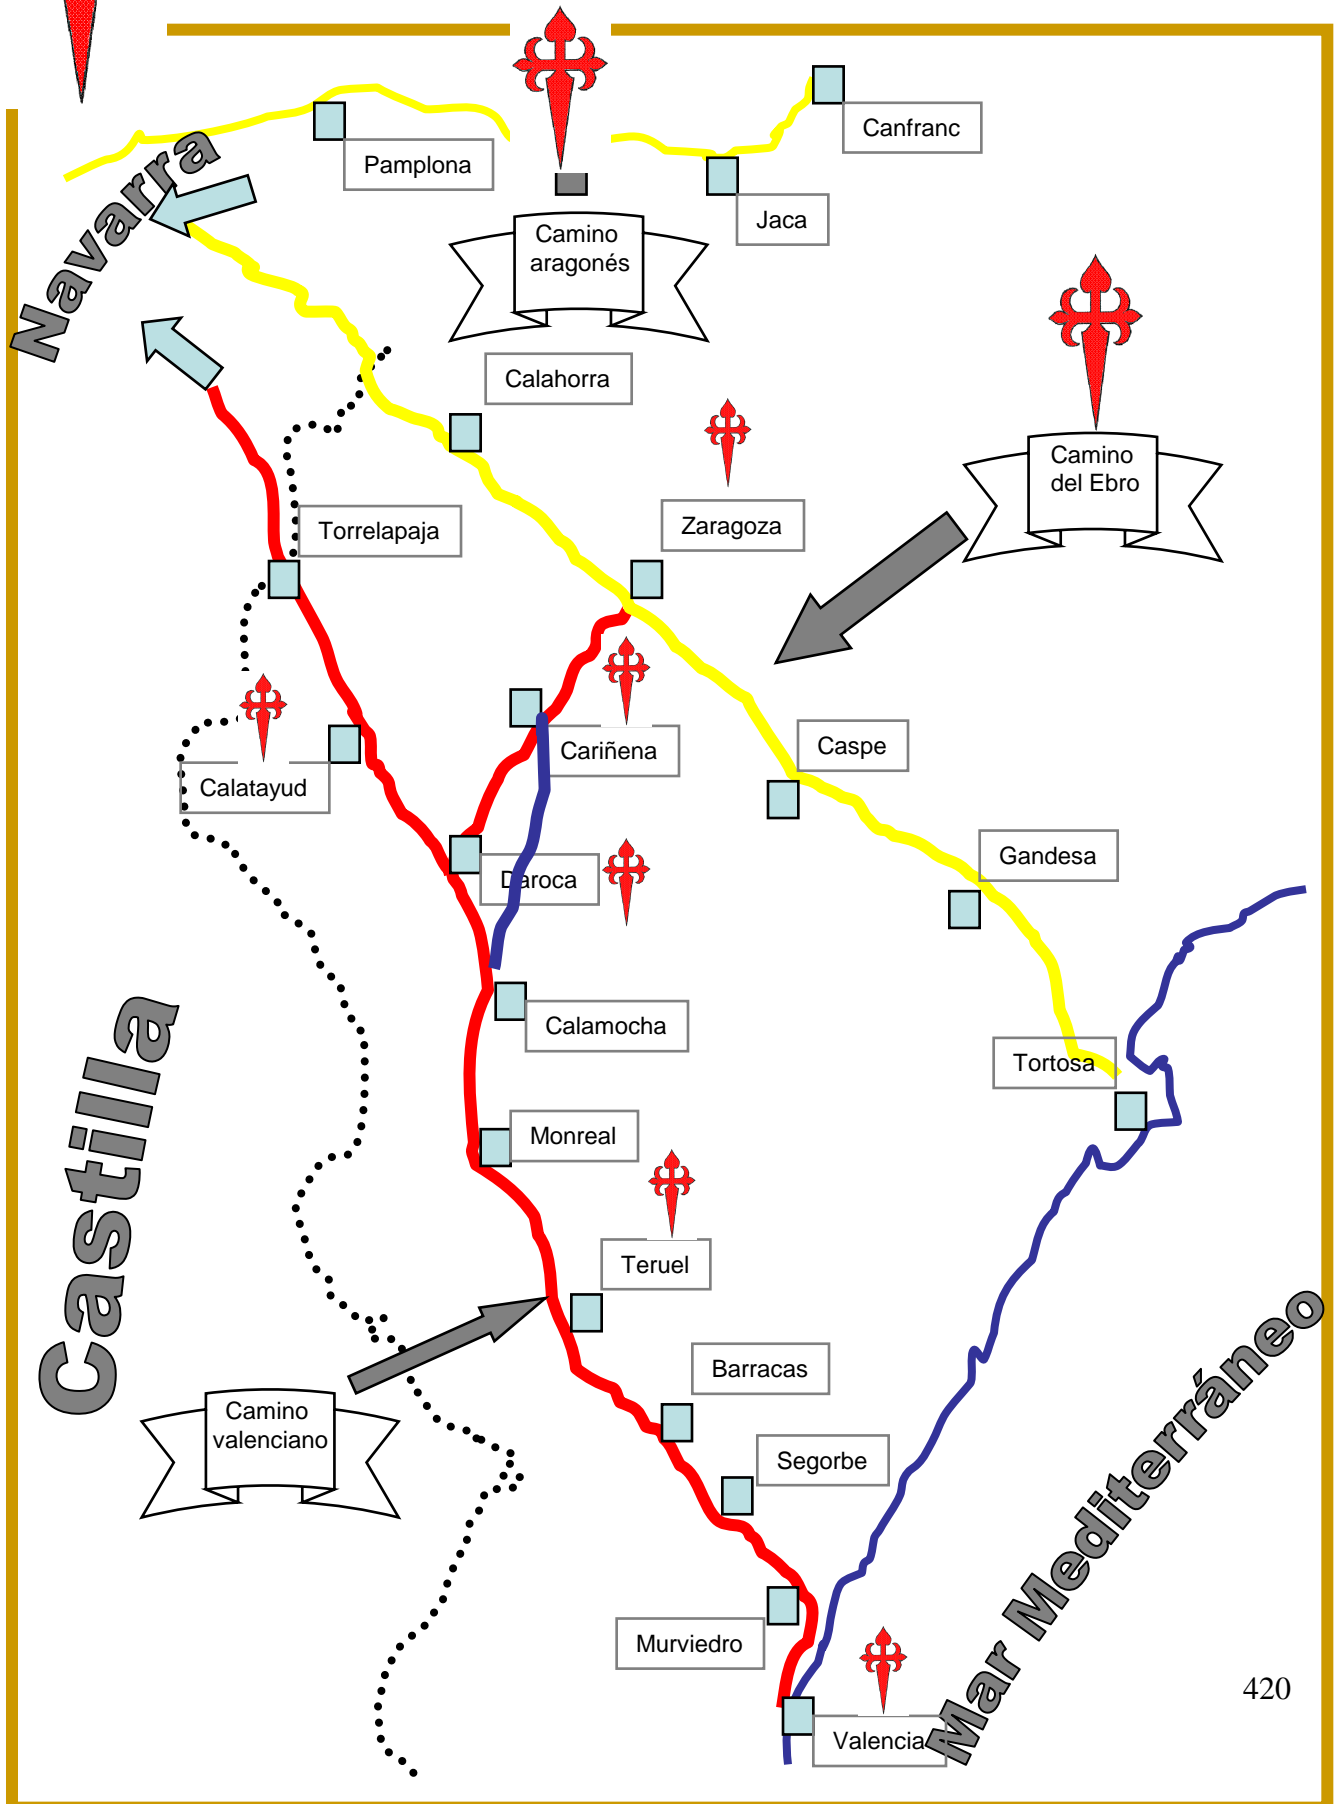 Canfranc
Pamplona
Navarra
Jaca
Camino
aragonés
Calahorra
Camino
del Ebro
Zaragoza
Torrelapaja
Cariñena
Caspe
Calatayud
Gandesa
Daroca
Calamocha
Tortosa
Castilla
Monreal
Teruel
Barracas
Camino
valenciano
Segorbe
Mar Mediterráneo
Murviedro
420
Valencia